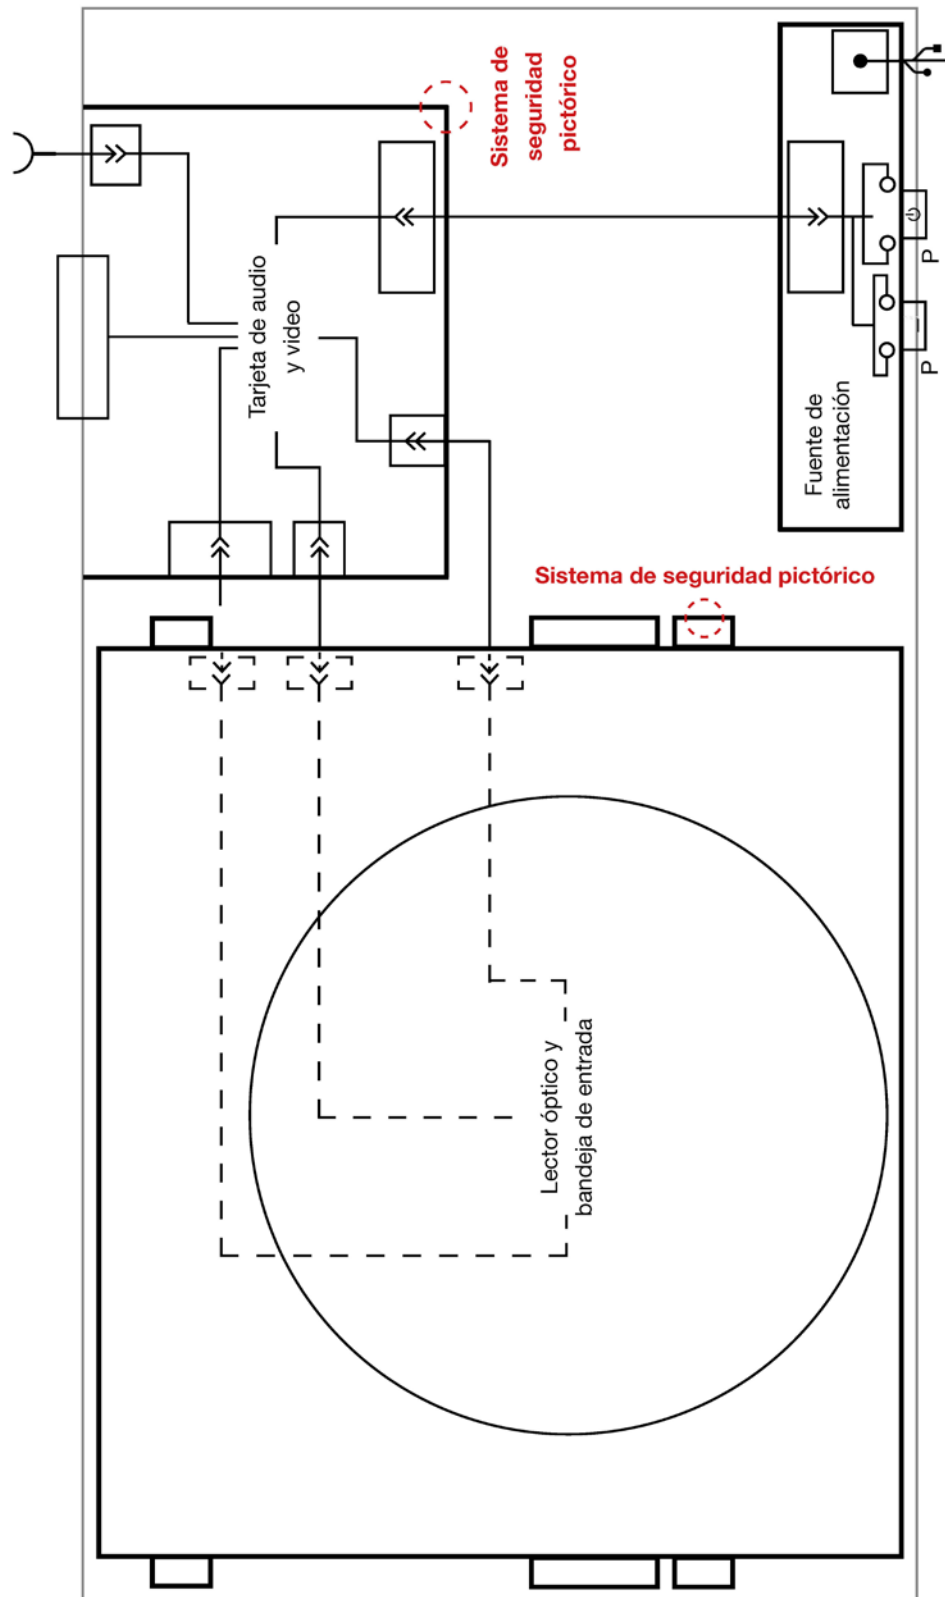 Sistema de
seguridad
pictórico
Tarjeta de audio
y video
P
P
Fuente de
alimentación
Sistema de seguridad pictórico
Lector óptico y
bandeja de entrada